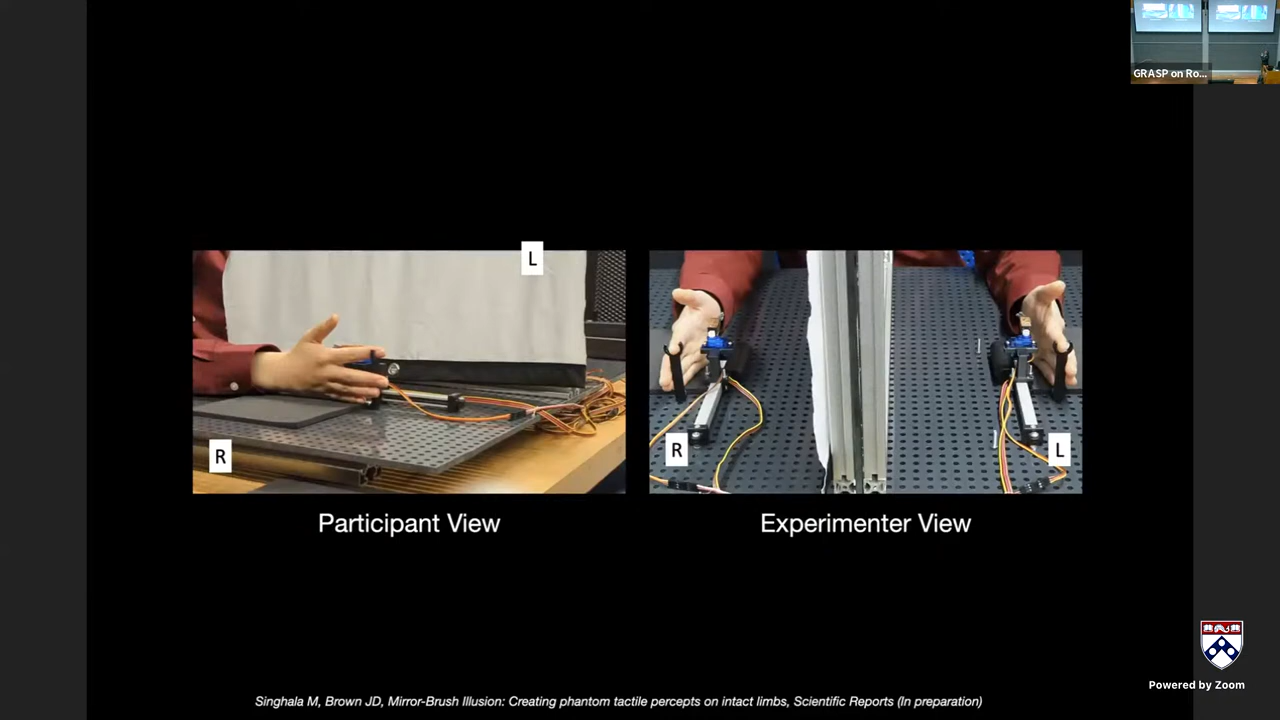 GRASP on Ro...
L
R
R
L
Participant View
Experimenter View
Singhala M, Brown JD, Mirror-Brush Illusion: Creating phantom tactile percepts on intact limbs, Scientific Reports (In preparation)
Powered by Zoom